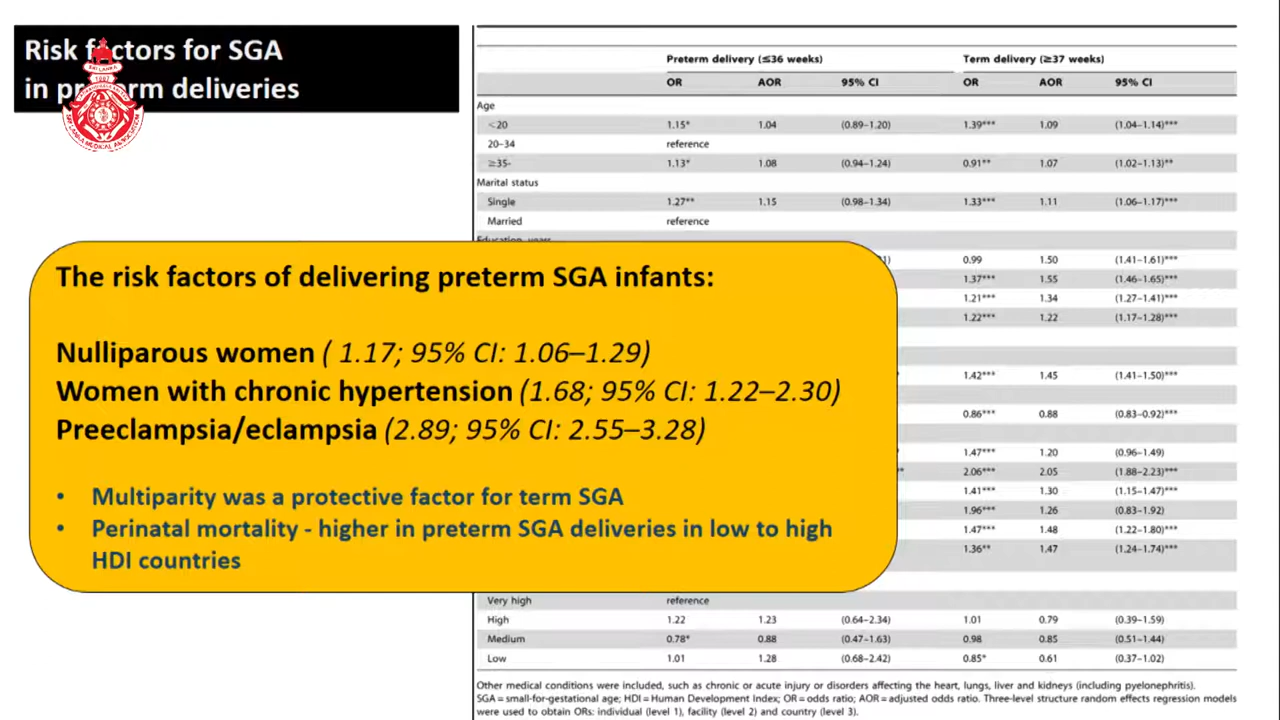 Risk factors for SGA
in preterm deliveries
SRI LANKA
1887
SRI LANKA MEDICAL ASSOCIATION
Preterm delivery (≤36 weeks) Term delivery (≥37 weeks)
OR AOR 95% CI OR AOR 95% CI
Age
<20 1.15* 1.04 (0.89–1.20) 1.39*** 1.09 (1.04–1.14)***
20–34 reference
≥35- 1.13* 1.08 (0.94–1.24) 0.91** 1.07 (1.02–1.13)**
Marital status
Single 1.27** 1.15 (0.98–1.34) 1.33*** 1.11 (1.06–1.17)***
Married reference
Education, years
0.99 1.50 (1.41–1.61)***
1.37*** 1.55 (1.46–1.65)***
1.21*** 1.34 (1.27–1.41)***
1.22*** 1.22 (1.17–1.28)***
1.42*** 1.45 (1.41–1.50)***
0.86*** 0.88 (0.83–0.92)***
1.47*** 1.20 (0.96–1.49)
2.06*** 2.05 (1.88–2.23)***
1.41*** 1.30 (1.15–1.47)***
1.96*** 1.26 (0.83–1.92)
1.47*** 1.48 (1.22–1.80)***
1.36** 1.47 (1.24–1.74)***
The risk factors of delivering preterm SGA infants:
Nulliparous women ( 1.17; 95% CI: 1.06–1.29)
Women with chronic hypertension (1.68; 95% CI: 1.22–2.30)
Preeclampsia/eclampsia (2.89; 95% CI: 2.55–3.28)
• Multiparity was a protective factor for term SGA
• Perinatal mortality - higher in preterm SGA deliveries in low to high
HDI countries
Very high reference
High 1.22 1.23 (0.64–2.34) 1.01 0.79 (0.39–1.59)
Medium 0.78* 0.88 (0.47–1.63) 0.98 0.85 (0.51–1.44)
Low 1.01 1.28 (0.68–2.42) 0.85* 0.61 (0.37–1.02)
Other medical conditions were included, such as chronic or acute injury or disorders affecting the heart, lungs, liver and kidneys (including pyelonephritis).
SGA = small-for-gestational age; HDI = Human Development Index; OR = odds ratio; AOR = adjusted odds ratio. Three-level structure random effects regression models
were used to obtain ORs: individual (level 1), facility (level 2) and country (level 3).